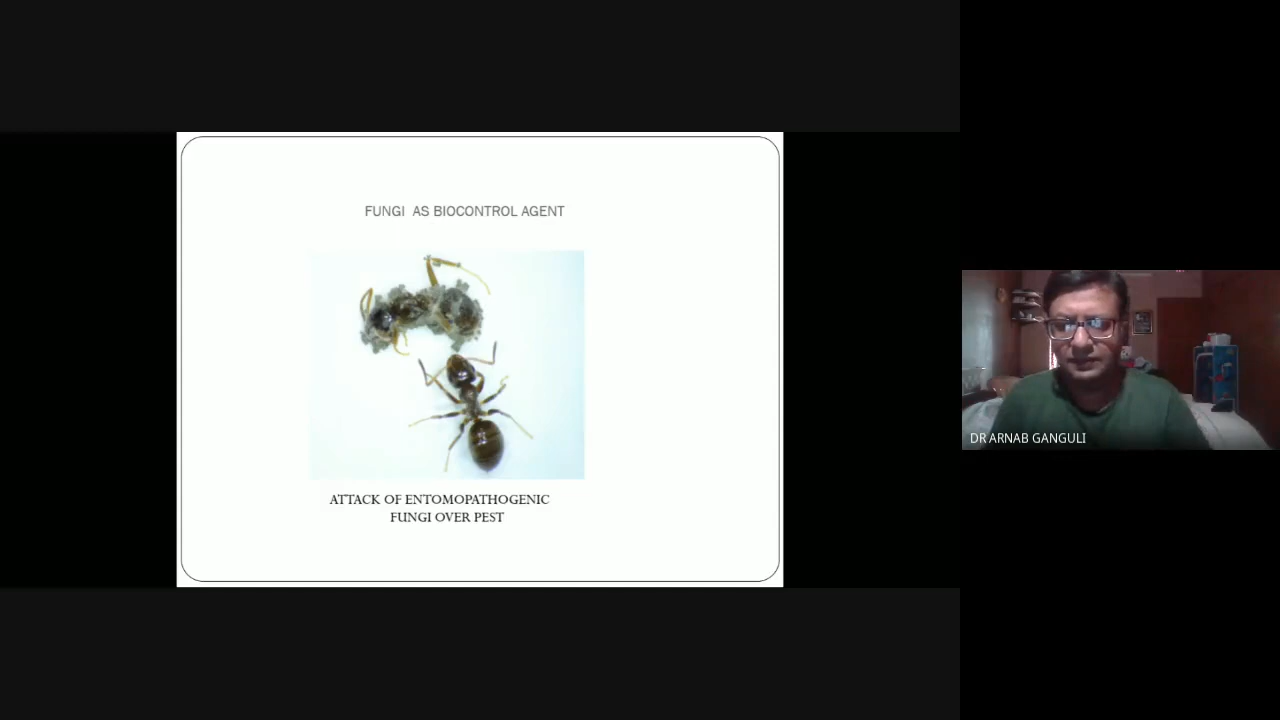 FUNGI AS BIOCONTROL AGENT
ATTACK OF ENTOMOPATHOGENIC
FUNGI OVER PEST
DR ARNAB GANGULI